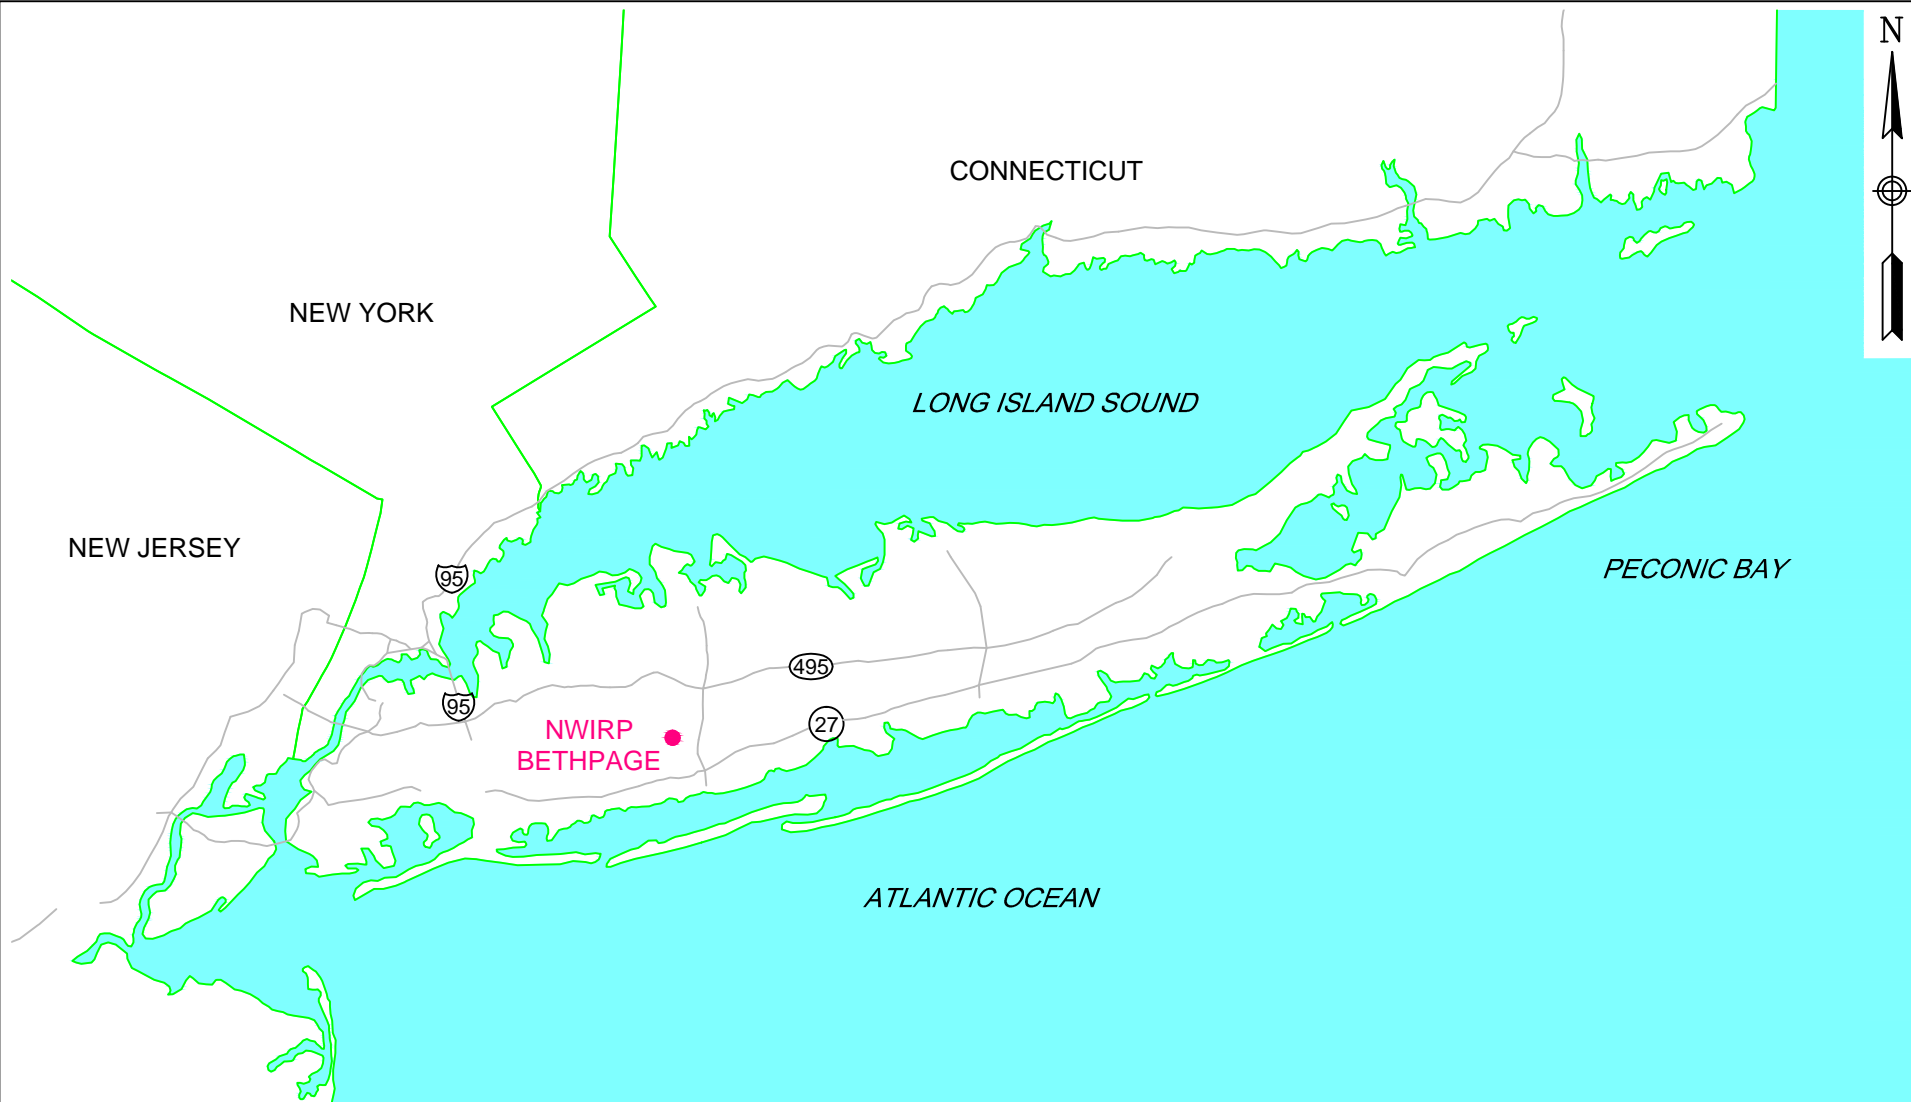 N
CONNECTICUT
NEW YORK
LONG ISLAND SOUND
NEW JERSEY
PECONIC BAY
95
495
95
27
NWIRP
BETHPAGE
ATLANTIC OCEAN